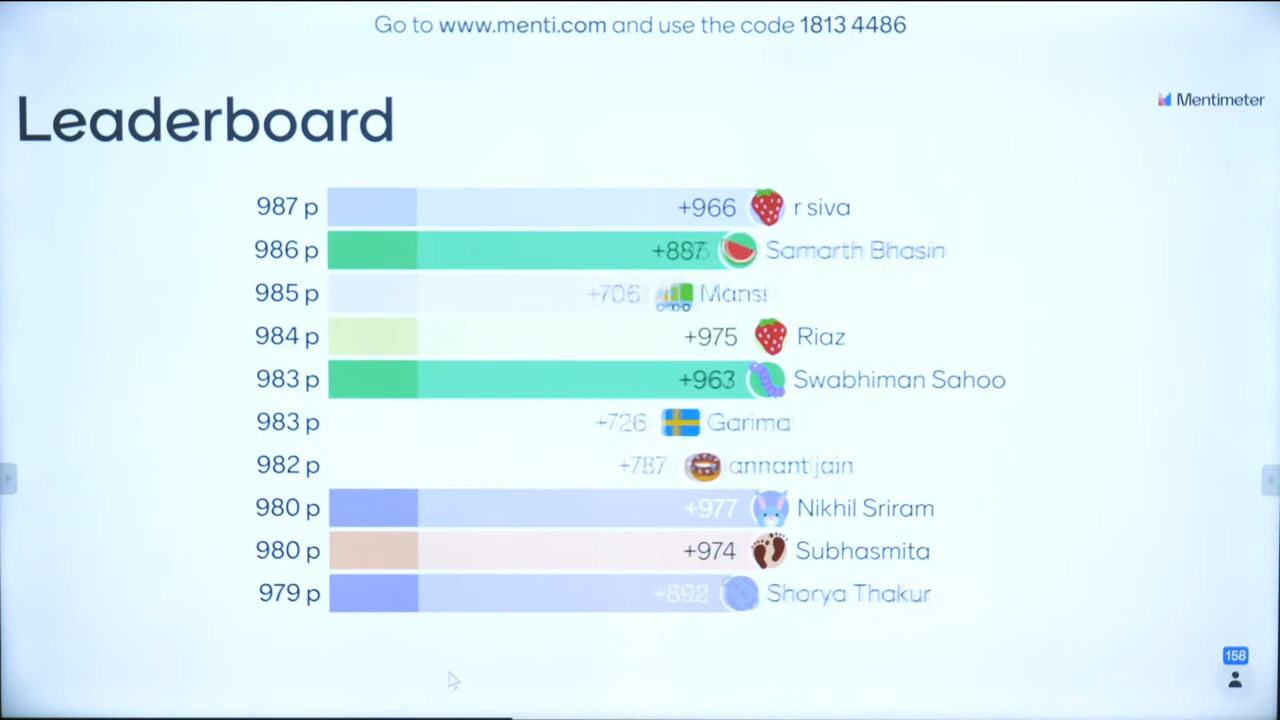 Go to www.menti.com and use the code 1813 4486
Leaderboard
Mentimeter
987 p +966 r siva
986 p +887 Samarth Bhasin
985 p +706 Mansi
984 p +975 Riaz
983 p +963 Swabhiman Sahoo
983 p +726 Garima
982 p +787 annant jain
980 p +977 Nikhil Sriram
980 p +974 Subhasmita
979 p +892 Shorya Thakur
158